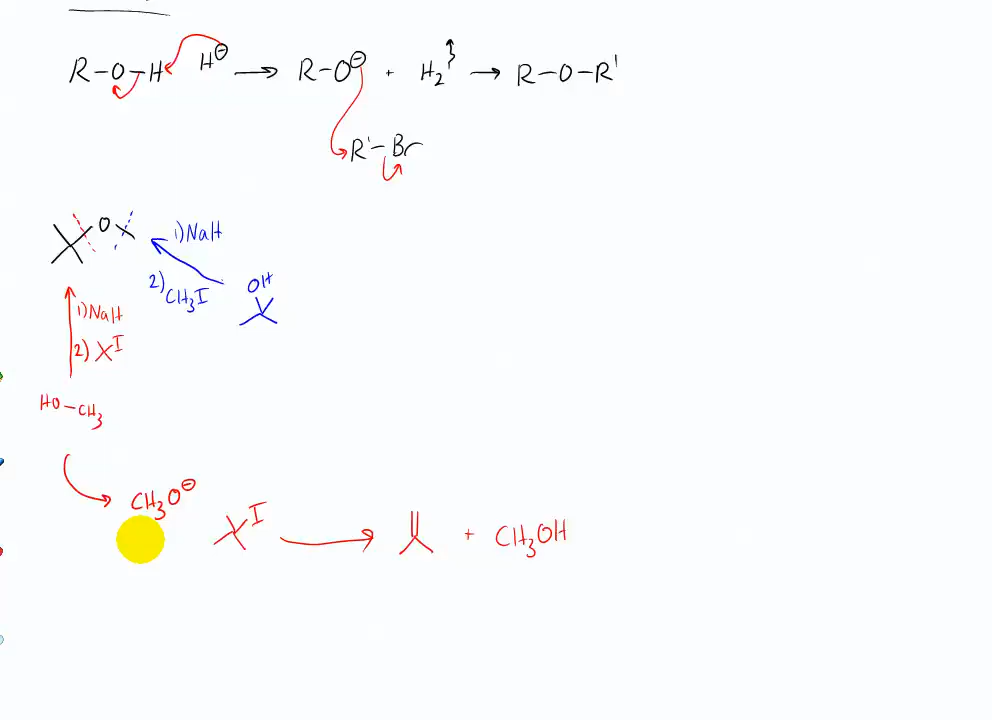 R-O-H H⊖ → R-O⊖ + H₂ → R-O-R'
R'-Br
O 1) NaH
2) CH₃I OH
1) NaH
2) I
HO-CH₃
CH₃O⊖
I → + CH₃OH